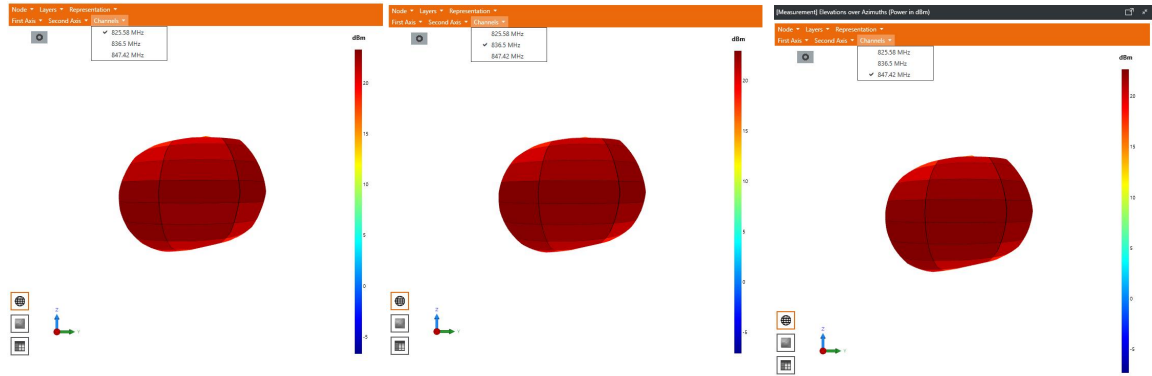 Node Layers Representation
First Axis Second Axis Channels
825.58 MHz
836.5 MHz
847.42 MHz
dBm
20
15
10
5
0
-5
Z
Y
Node Layers Representation
First Axis Second Axis Channels
825.58 MHz
836.5 MHz
847.42 MHz
dBm
20
15
10
5
0
-5
Z
Y
[Measurement] Elevations over Azimuths (Power in dBm)
Node Layers Representation
First Axis Second Axis Channels
825.58 MHz
836.5 MHz
847.42 MHz
dBm
20
15
10
5
0
-5
Z
Y